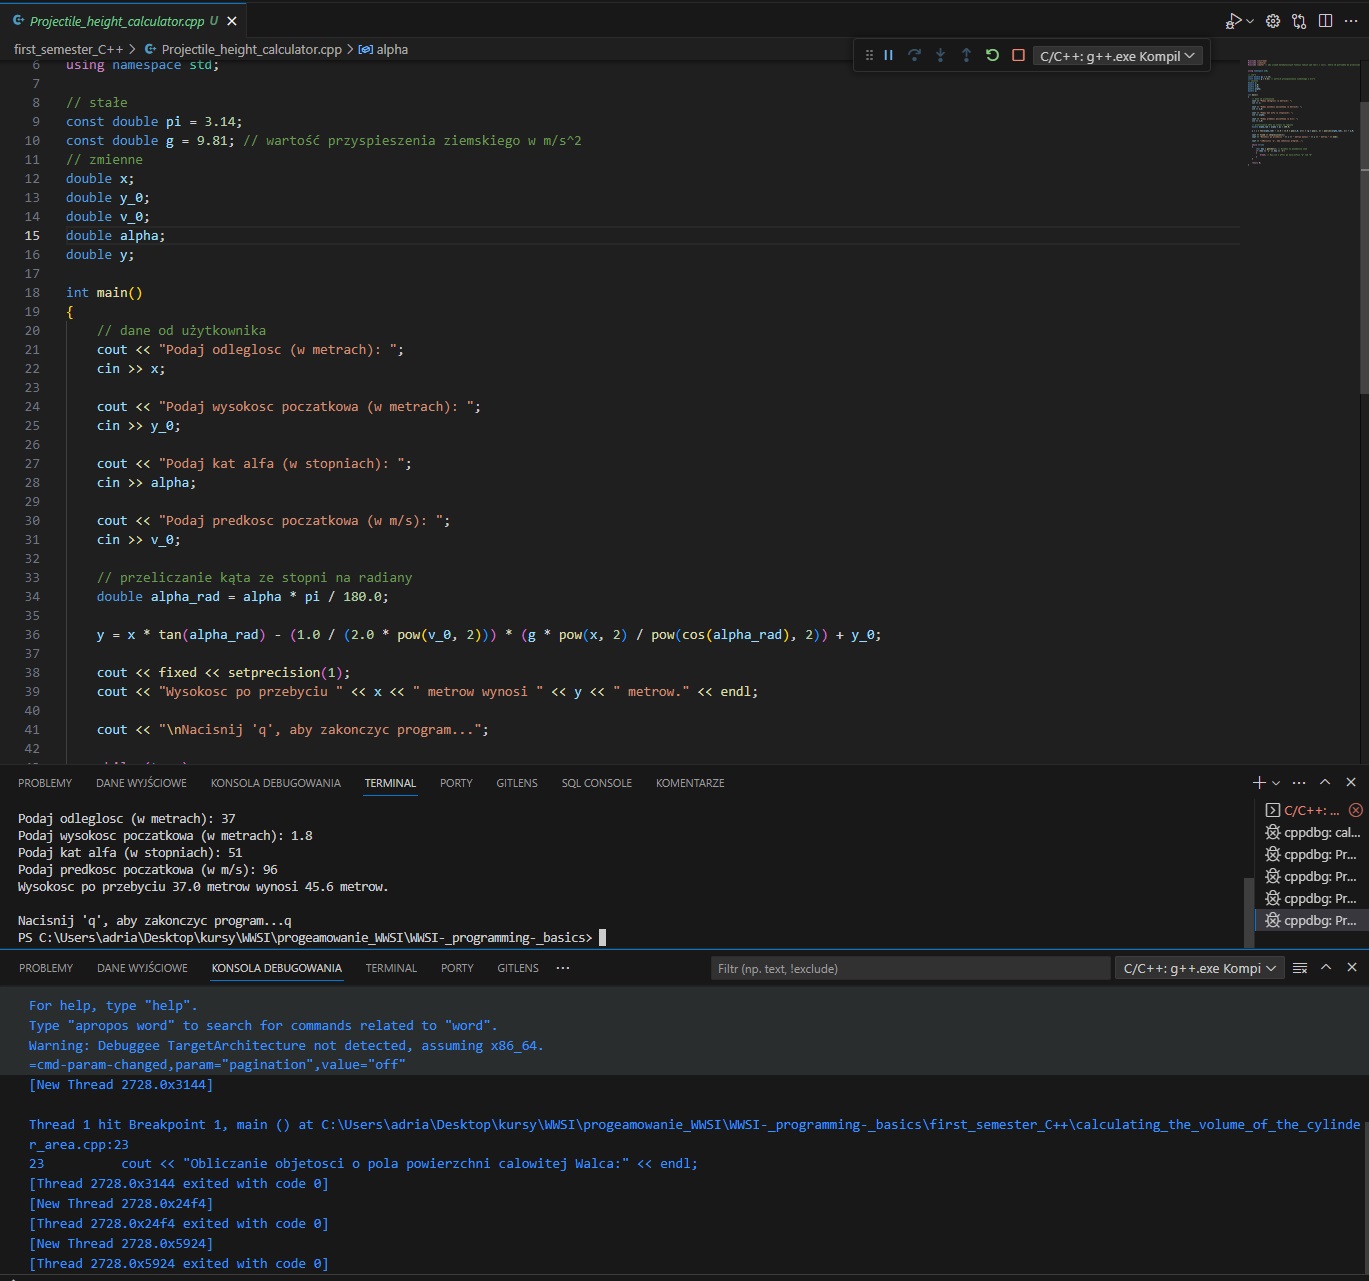 Projectile_height_calculator.cpp U
first_semester_C++ > Projectile_height_calculator.cpp > alpha
C/C++: g++.exe Kompil
6 using namespace std;
7
8 // stałe
9 const double pi = 3.14;
10 const double g = 9.81; // wartość przyspieszenia ziemskiego w m/s^2
11 // zmienne
12 double x;
13 double y_0;
14 double v_0;
15 double alpha;
16 double y;
17
18 int main()
19 {
20 // dane od użytkownika
21 cout << "Podaj odleglosc (w metrach): ";
22 cin >> x;
23
24 cout << "Podaj wysokosc poczatkowa (w metrach): ";
25 cin >> y_0;
26
27 cout << "Podaj kat alfa (w stopniach): ";
28 cin >> alpha;
29
30 cout << "Podaj predkosc poczatkowa (w m/s): ";
31 cin >> v_0;
32
33 // przeliczanie kąta ze stopni na radiany
34 double alpha_rad = alpha * pi / 180.0;
35
36 y = x * tan(alpha_rad) - (1.0 / (2.0 * pow(v_0, 2))) * (g * pow(x, 2) / pow(cos(alpha_rad), 2)) + y_0;
37
38 cout << fixed << setprecision(1);
39 cout << "Wysokosc po przebyciu " << x << " metrow wynosi " << y << " metrow." << endl;
40
41 cout << "\nNacisnij 'q', aby zakonczyc program...";
42
PROBLEMY DANE WYJŚCIOWE KONSOLA DEBUGOWANIA TERMINAL PORTY GITLENS SQL CONSOLE KOMENTARZE
Podaj odleglosc (w metrach): 37
Podaj wysokosc poczatkowa (w metrach): 1.8
Podaj kat alfa (w stopniach): 51
Podaj predkosc poczatkowa (w m/s): 96
Wysokosc po przebyciu 37.0 metrow wynosi 45.6 metrow.
Nacisnij 'q', aby zakonczyc program...q
PS C:\Users\adria\Desktop\kursy\WWSI\progeamowanie_WWSI\WWSI-_programming-_basics>
C/C++: ...
cppdbg: cal...
cppdbg: Pr...
cppdbg: Pr...
cppdbg: Pr...
cppdbg: Pr...
PROBLEMY DANE WYJŚCIOWE KONSOLA DEBUGOWANIA TERMINAL PORTY GITLENS ... Filtr (np. text, !exclude) C/C++: g++.exe Kompi
For help, type "help".
Type "apropos word" to search for commands related to "word".
Warning: Debuggee TargetArchitecture not detected, assuming x86_64.
=cmd-param-changed,param="pagination",value="off"
[New Thread 2728.0x3144]
Thread 1 hit Breakpoint 1, main () at C:\Users\adria\Desktop\kursy\WWSI\progeamowanie_WWSI\WWSI-_programming-_basics\first_semester_C++\calculating_the_volume_of_the_cylinde
r_area.cpp:23
23 cout << "Obliczanie objetosci o pola powierzchni calowitej Walca:" << endl;
[Thread 2728.0x3144 exited with code 0]
[New Thread 2728.0x24f4]
[Thread 2728.0x24f4 exited with code 0]
[New Thread 2728.0x5924]
[Thread 2728.0x5924 exited with code 0]